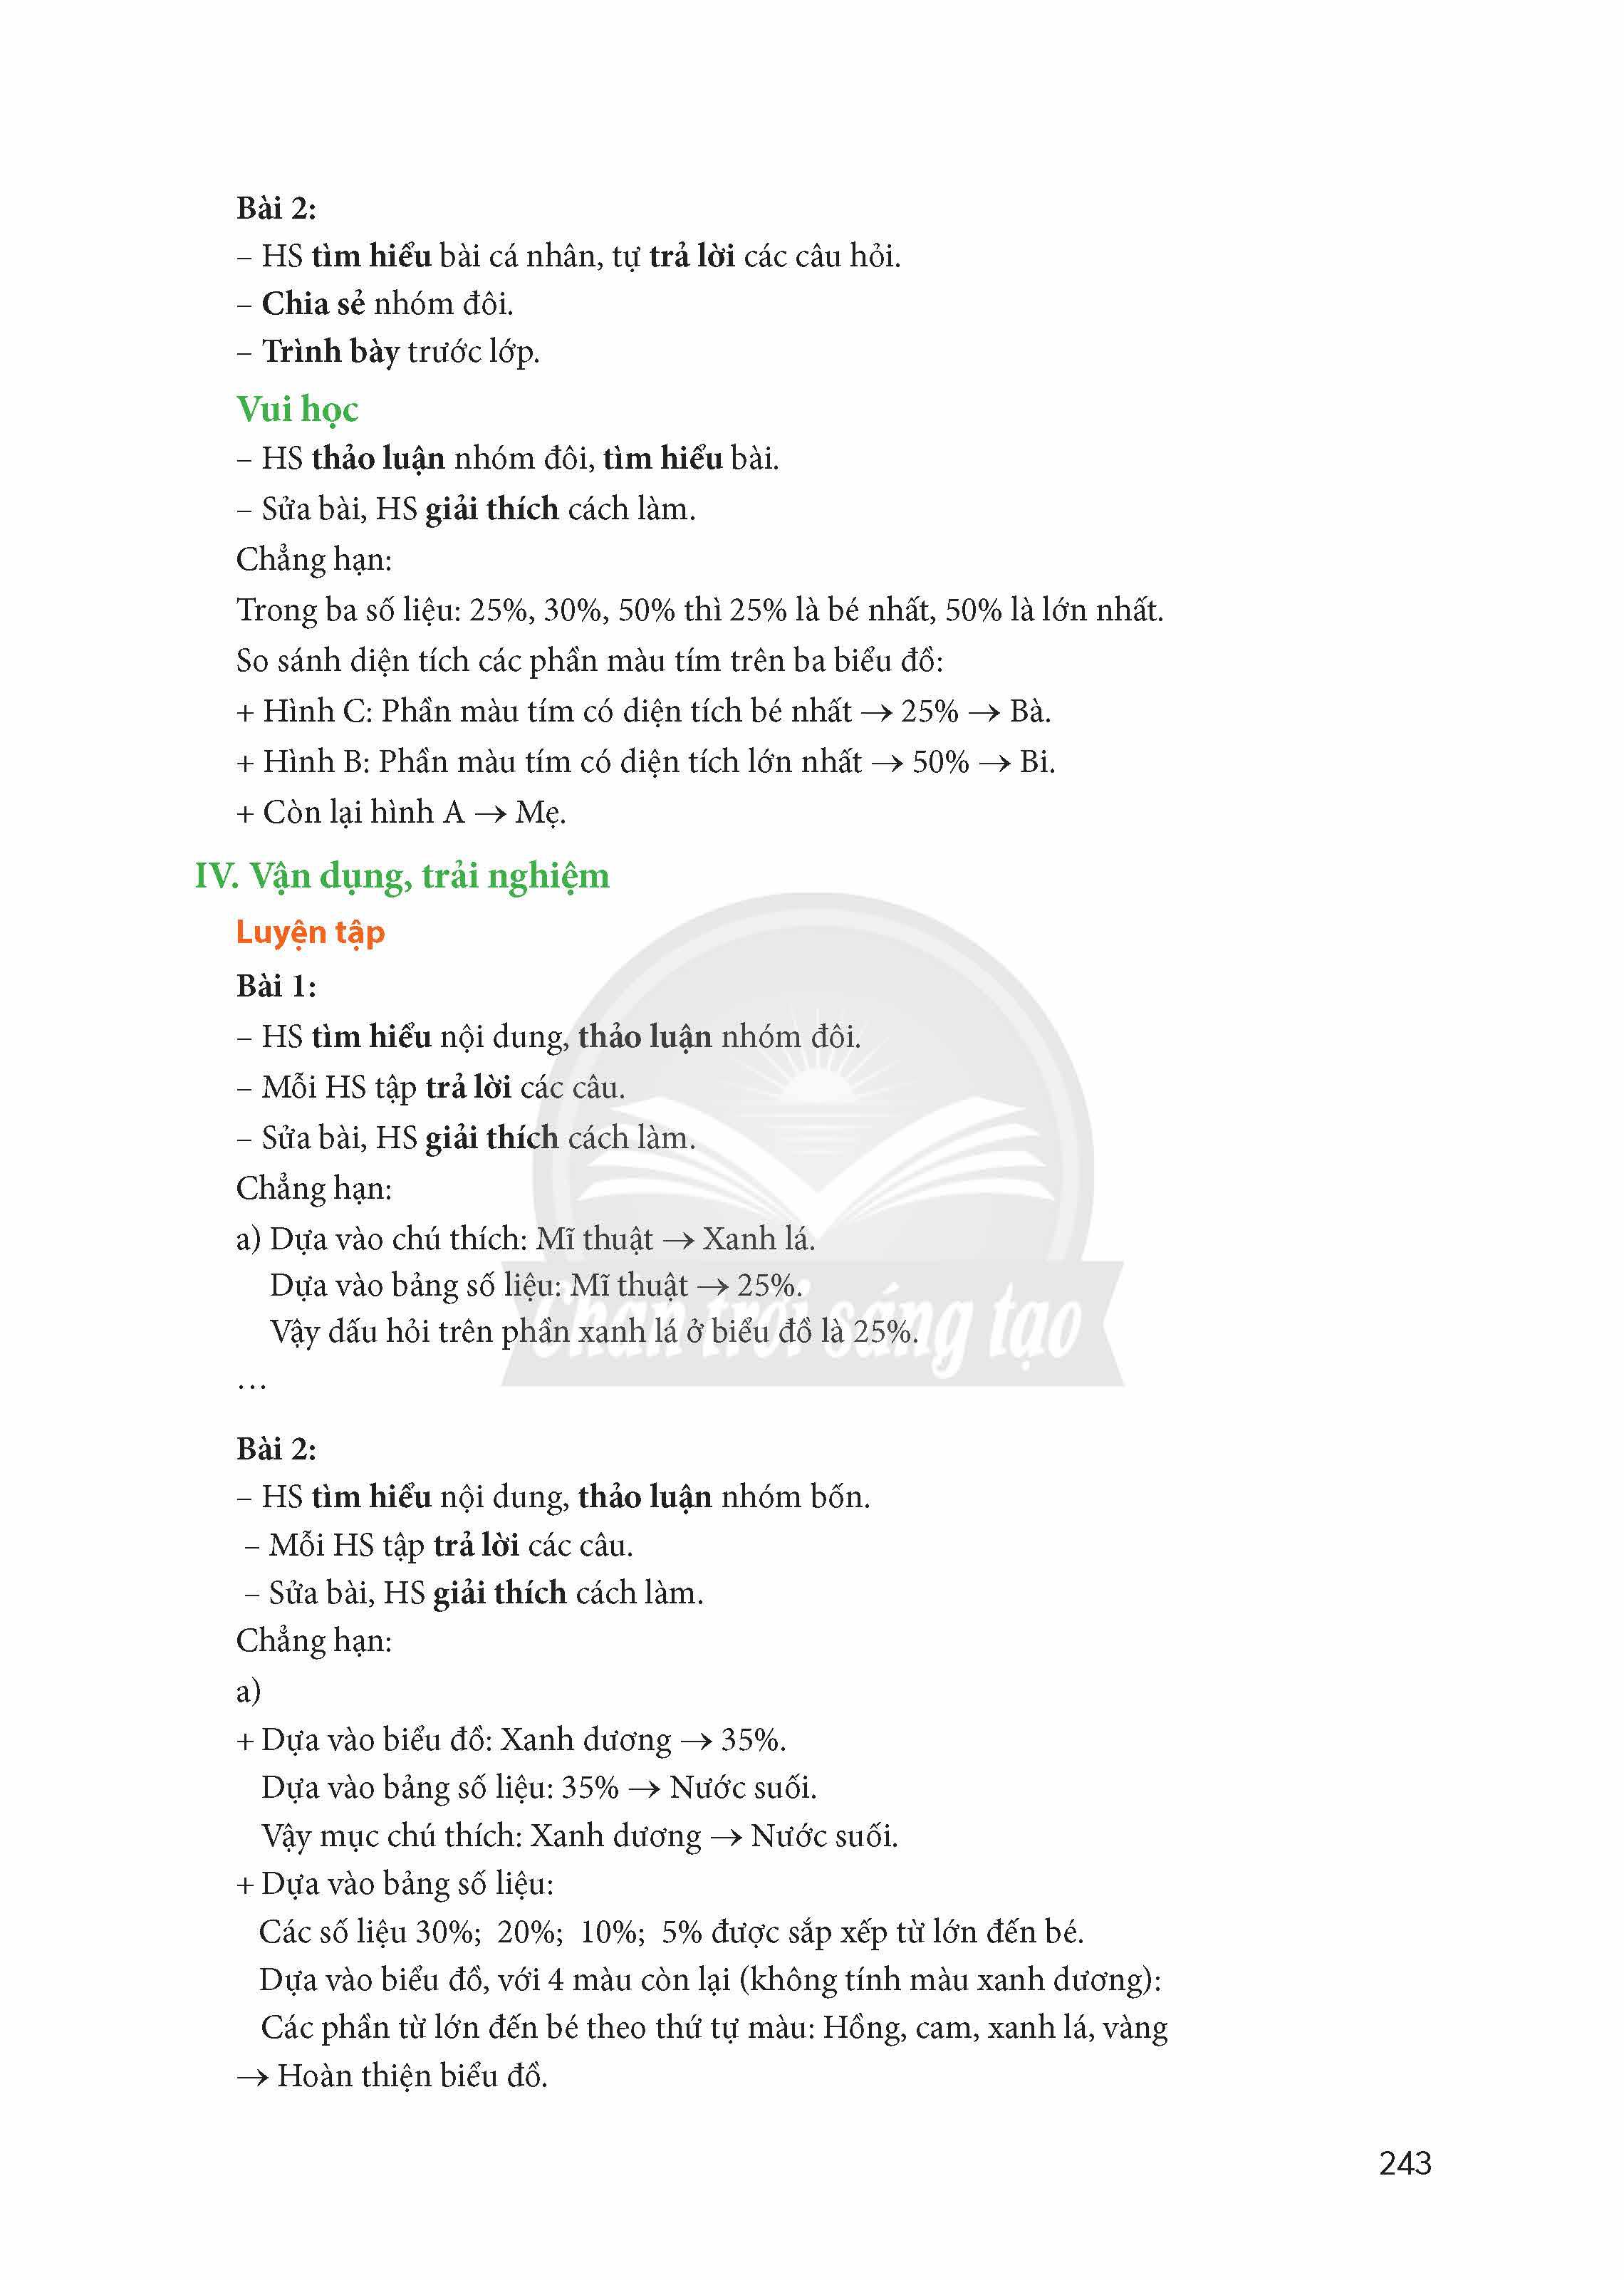 Bài 2:
– HS tìm hiểu bài cá nhân, tự trả lời các câu hỏi.
– Chia sẻ nhóm đôi.
– Trình bày trước lớp.
Vui học
– HS thảo luận nhóm đôi, tìm hiểu bài.
– Sửa bài, HS giải thích cách làm.
Chẳng hạn:
Trong ba số liệu: 25%, 30%, 50% thì 25% là bé nhất, 50% là lớn nhất.
So sánh diện tích các phần màu tím trên ba biểu đồ:
+ Hình C: Phần màu tím có diện tích bé nhất → 25% → Bà.
+ Hình B: Phần màu tím có diện tích lớn nhất → 50% → Bi.
+ Còn lại hình A → Mẹ.
IV. Vận dụng, trải nghiệm
Luyện tập
Bài 1:
– HS tìm hiểu nội dung, thảo luận nhóm đôi.
– Mỗi HS tập trả lời các câu.
– Sửa bài, HS giải thích cách làm.
Chẳng hạn:
a) Dựa vào chú thích: Mĩ thuật → Xanh lá.
Dựa vào bảng số liệu: Mĩ thuật → 25%.
Vậy dấu hỏi trên phần xanh lá ở biểu đồ là 25%.
Chân trời sáng tạo
…
Bài 2:
– HS tìm hiểu nội dung, thảo luận nhóm bốn.
– Mỗi HS tập trả lời các câu.
– Sửa bài, HS giải thích cách làm.
Chẳng hạn:
a)
+ Dựa vào biểu đồ: Xanh dương → 35%.
Dựa vào bảng số liệu: 35% → Nước suối.
Vậy mục chú thích: Xanh dương → Nước suối.
+ Dựa vào bảng số liệu:
Các số liệu 30%; 20%; 10%; 5% được sắp xếp từ lớn đến bé.
Dựa vào biểu đồ, với 4 màu còn lại (không tính màu xanh dương):
Các phần từ lớn đến bé theo thứ tự màu: Hồng, cam, xanh lá, vàng
→ Hoàn thiện biểu đồ.
243